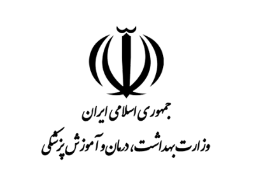 جمهوری اسلامی ایران
وزارت بهداشت، درمان و آموزش پزشکی